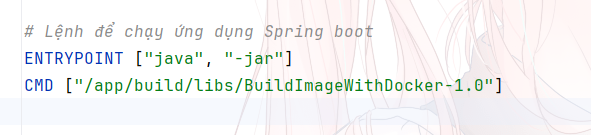 # Lệnh để chạy ứng dụng Spring boot
ENTRYPOINT ["java", "-jar"]
CMD ["/app/build/libs/BuildImageWithDocker-1.0"]